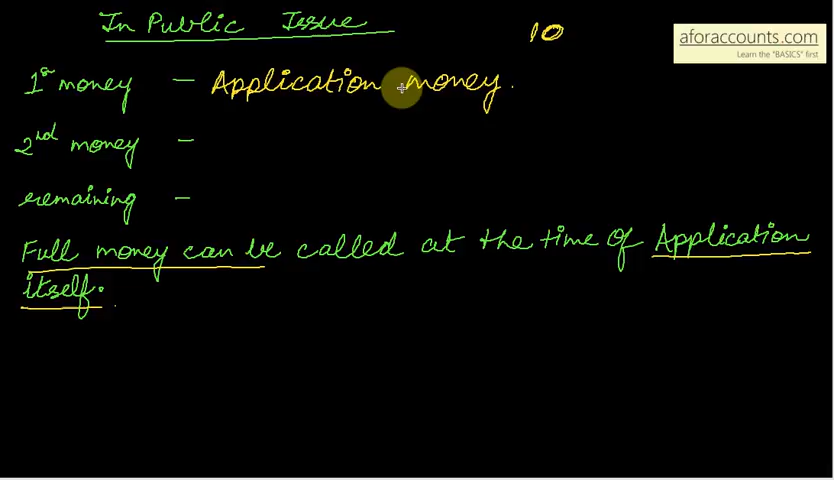 In Public Issue
10
aforaccounts.com
Learn the "BASICS" first
1st money - Application money.
2nd money -
remaining -
Full money can be called at the time of Application
itself.